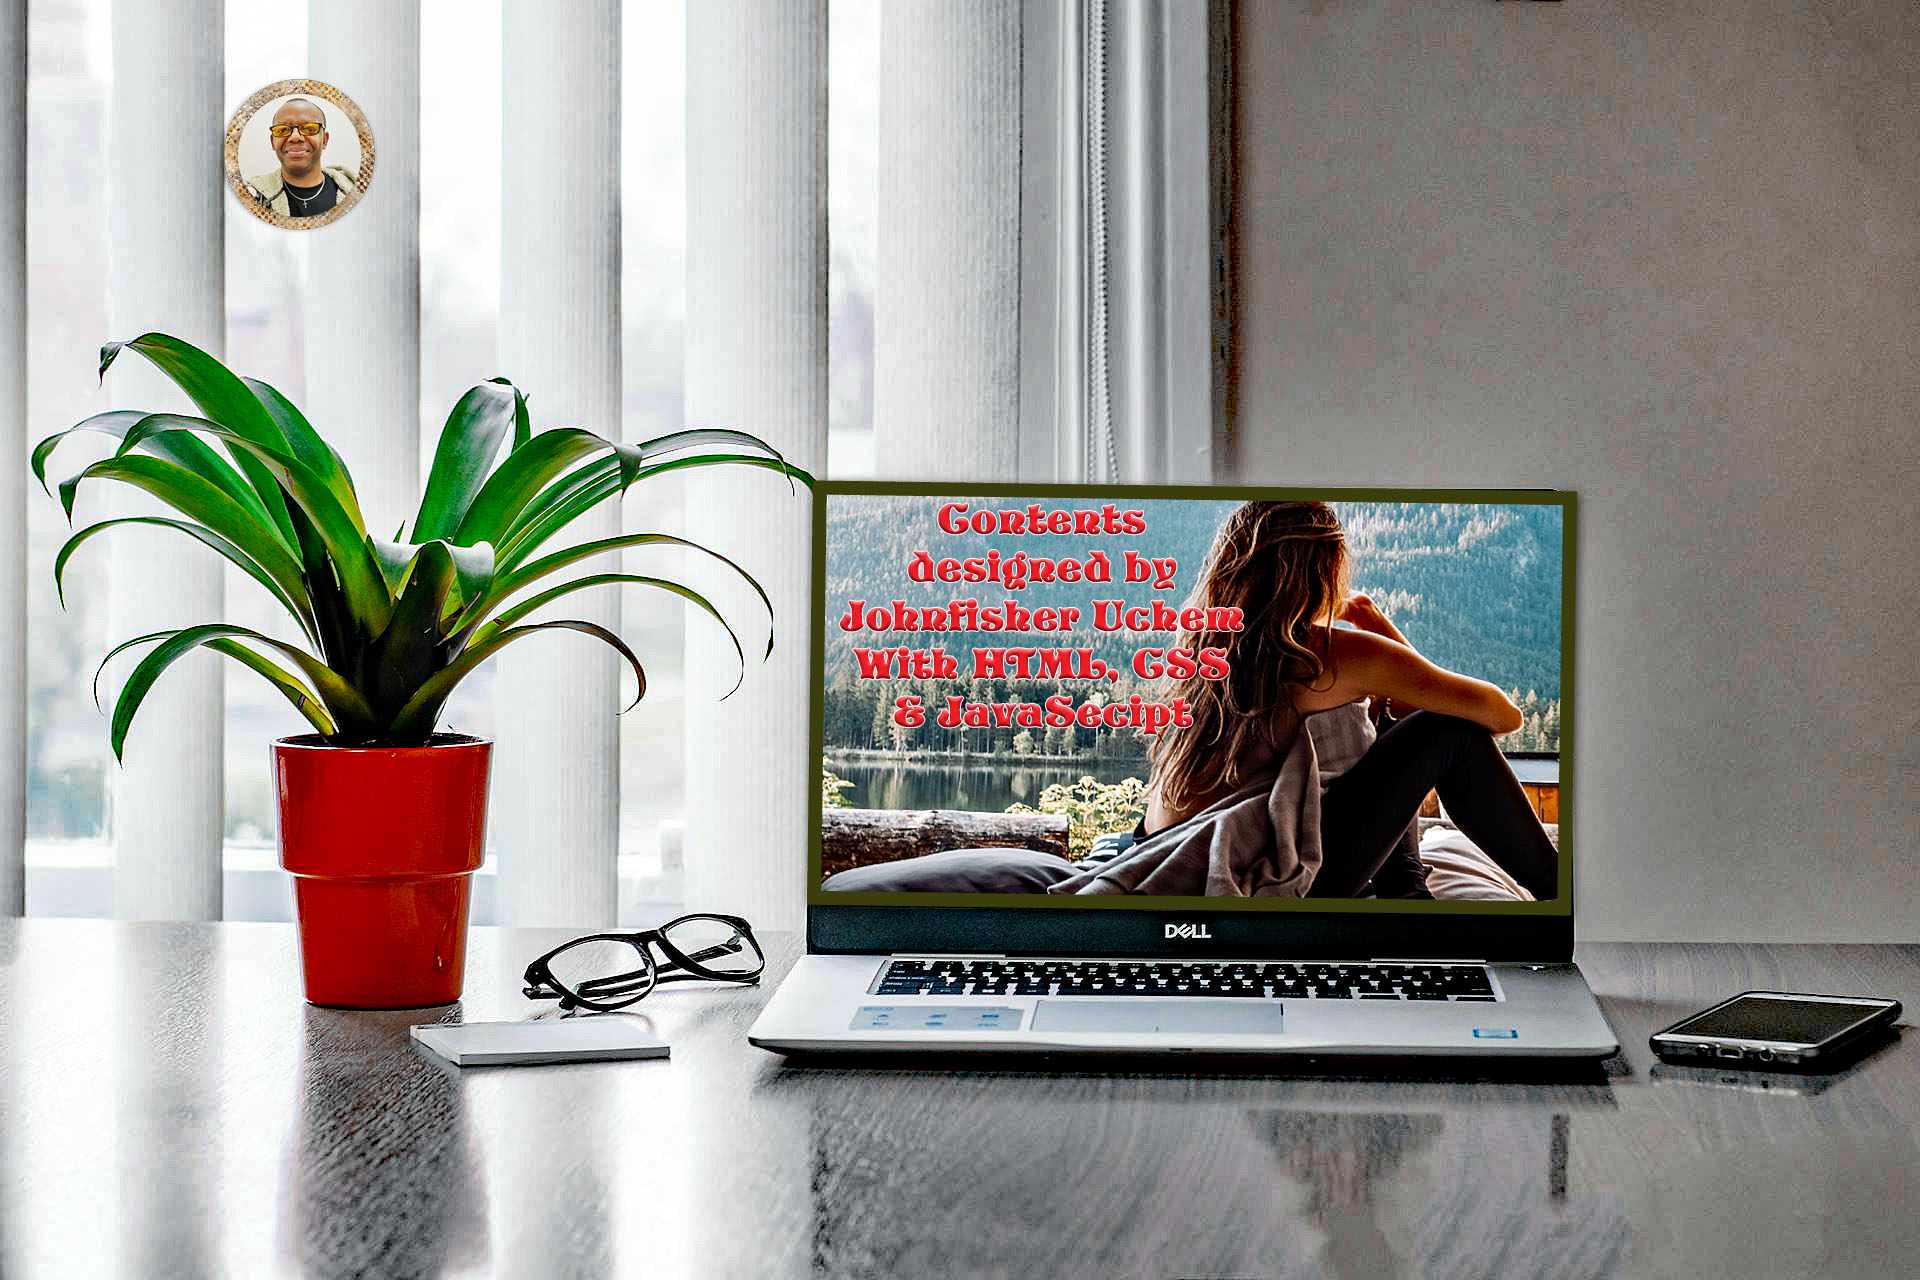 Contents
designed by
Johnfisher Uchem
With HTML, CSS
& JavaSecipt
DELL